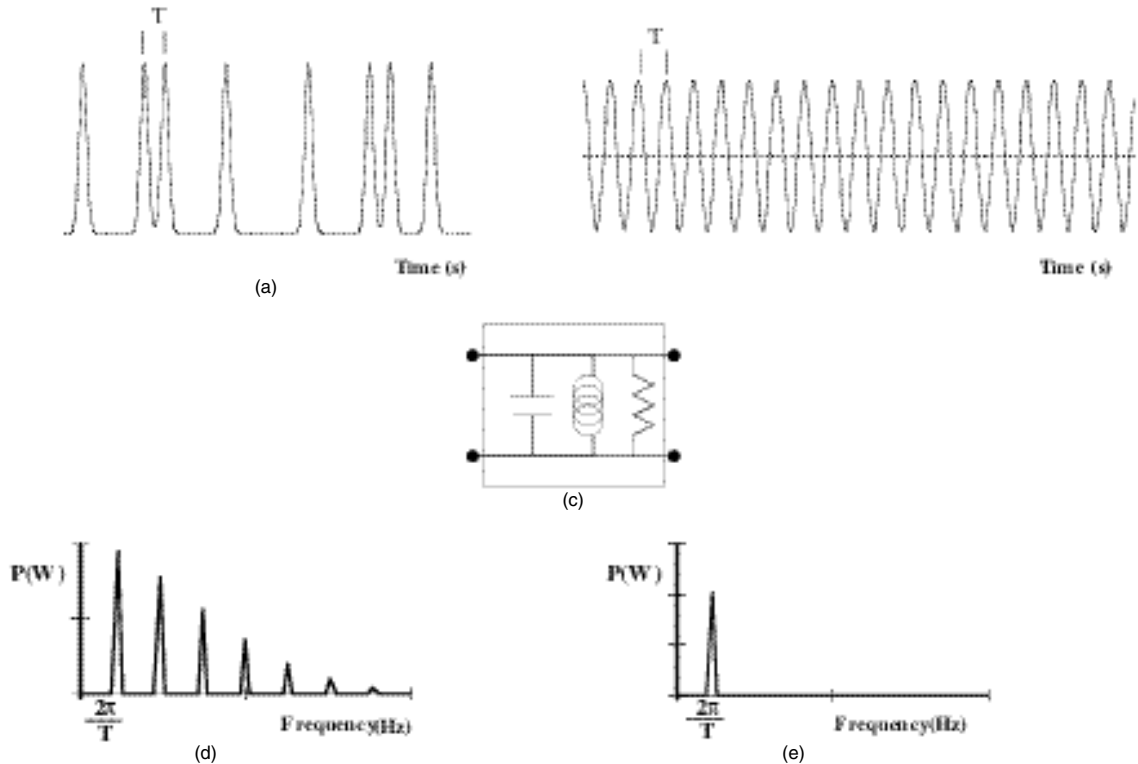 T
T
Time (s)
Time (s)
(a)
(c)
P(W)
2π
T
Frequency(Hz)
(d)
P(W)
2π
T
Frequency(Hz)
(e)